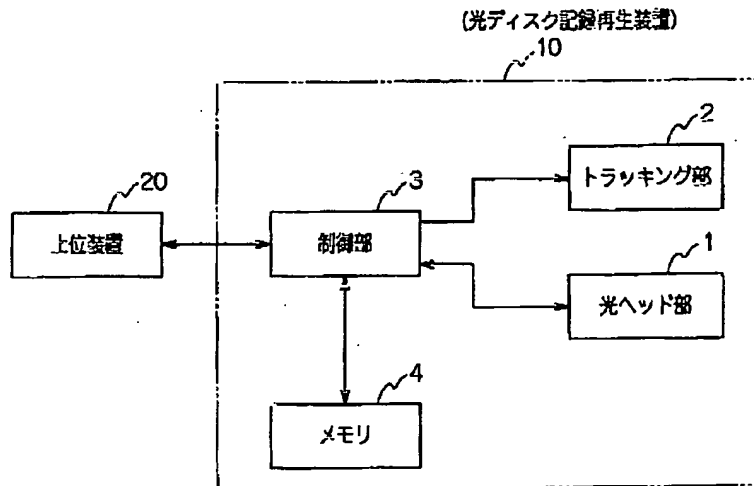 (光ディスク記録再生装置)
10
2
トラッキング部
20
上位装置
3
制御部
1
光ヘッド部
4
メモリ